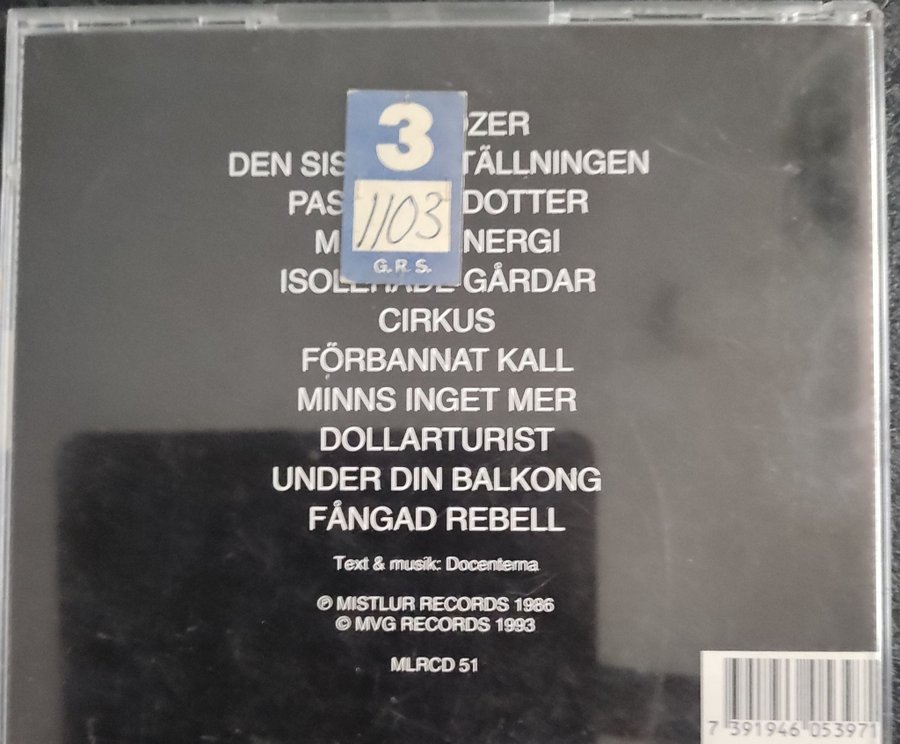 3
1103
G.R.S.
OZER
DEN SIS TÄLLNINGEN
PAS DOTTER
M NERGI
ISOLERADE GÅRDAR
CIRKUS
FÖRBANNAT KALL
MINNS INGET MER
DOLLARTURIST
UNDER DIN BALKONG
FÅNGAD REBELL
Text & musik: Docenterna
℗ MISTLUR RECORDS 1986
© MVG RECORDS 1993
MLRCD 51
7 391946 053971